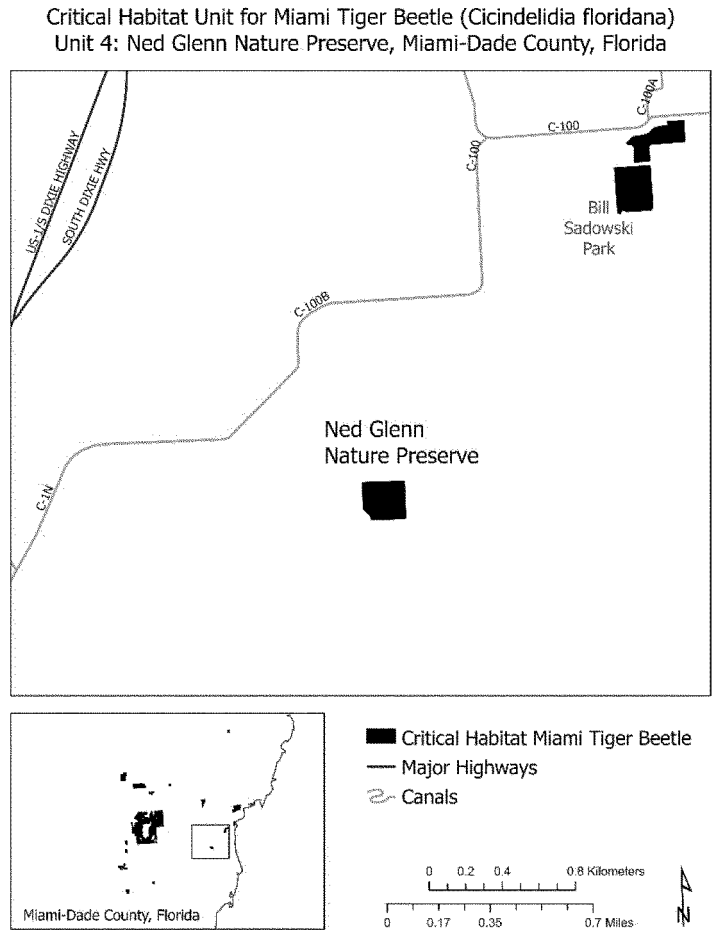 Critical Habitat Unit for Miami Tiger Beetle (Cicindelidia floridana)
Unit 4: Ned Glenn Nature Preserve, Miami-Dade County, Florida
US-1/S DIXIE HIGHWAY
SOUTH DIXIE HWY
C-100A
C-100
C-100
Bill
Sadowski
Park
C-100B
Ned Glenn
Nature Preserve
C-1N
Critical Habitat Miami Tiger Beetle
Major Highways
Canals
0 0.2 0.4 0.8 Kilometers
0 0.17 0.35 0.7 Miles
N
Miami-Dade County, Florida